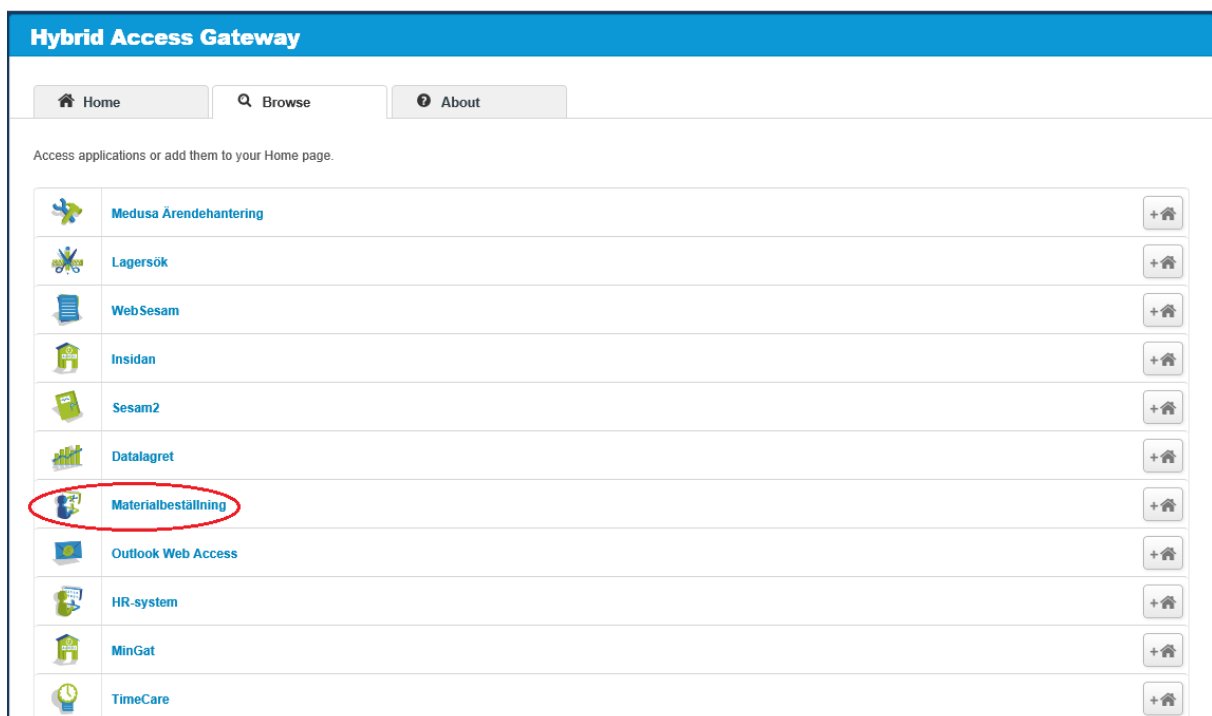 Hybrid Access Gateway
Home
Browse
About
Access applications or add them to your Home page.
Medusa Ärendehantering
Lagersök
WebSesam
Insidan
Sesam2
Datalagret
Materialbeställning
Outlook Web Access
HR-system
MinGat
TimeCare